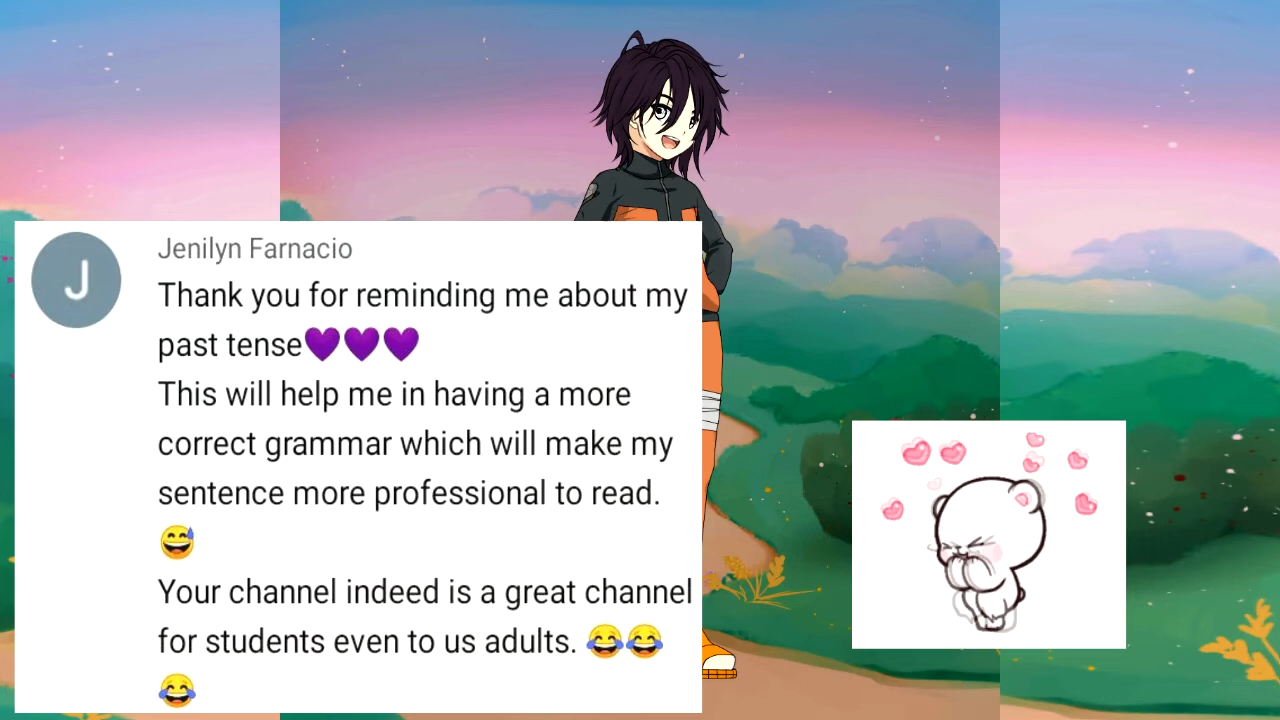 J
Jenilyn Farnacio
Thank you for reminding me about my
past tense💜💜💜
This will help me in having a more
correct grammar which will make my
sentence more professional to read.
😅
Your channel indeed is a great channel
for students even to us adults. 😂😂
😂